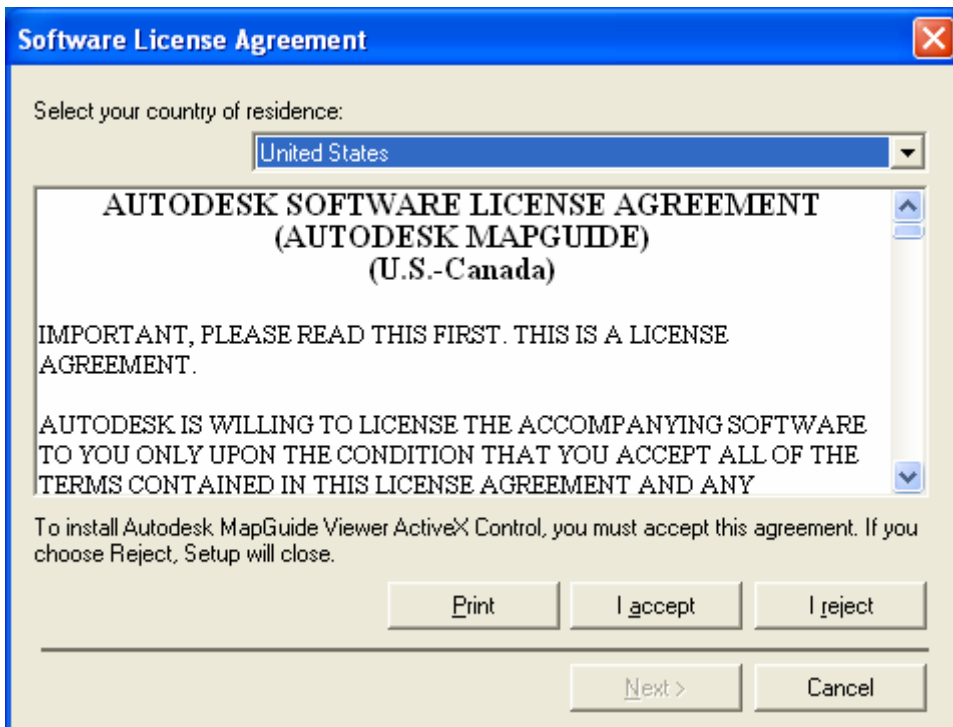 Software License Agreement
Select your country of residence:
United States
AUTODESK SOFTWARE LICENSE AGREEMENT
(AUTODESK MAPGUIDE)
(U.S.-Canada)
IMPORTANT, PLEASE READ THIS FIRST. THIS IS A LICENSE
AGREEMENT.
AUTODESK IS WILLING TO LICENSE THE ACCOMPANYING SOFTWARE
TO YOU ONLY UPON THE CONDITION THAT YOU ACCEPT ALL OF THE
TERMS CONTAINED IN THIS LICENSE AGREEMENT AND ANY
To install Autodesk MapGuide Viewer ActiveX Control, you must accept this agreement. If you
choose Reject, Setup will close.
Print
I accept
I reject
Next >
Cancel